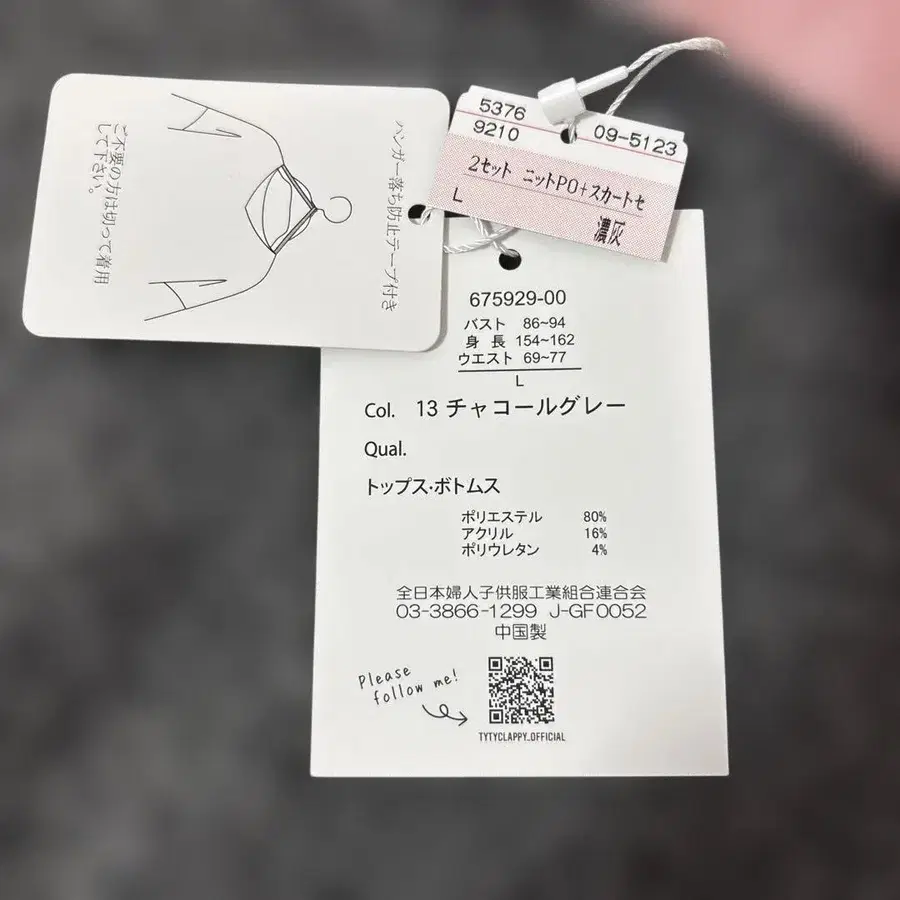 ハンガー落ち防止テープ付き
ご不要の方は切って着用
して下さい。
5376
9210
09-5123
2セット ニットPO+スカートセ
L
濃灰
675929-00
バスト 86~94
身長 154~162
ウエスト 69~77
L
Col. 13 チャコールグレー
Qual.
トップス・ボトムス
ポリエステル 80%
アクリル 16%
ポリウレタン 4%
全日本婦人子供服工業組合連合会
03-3866-1299 J-GF0052
中国製
Please
follow me!
TYTYCLAPPY_OFFICIAL